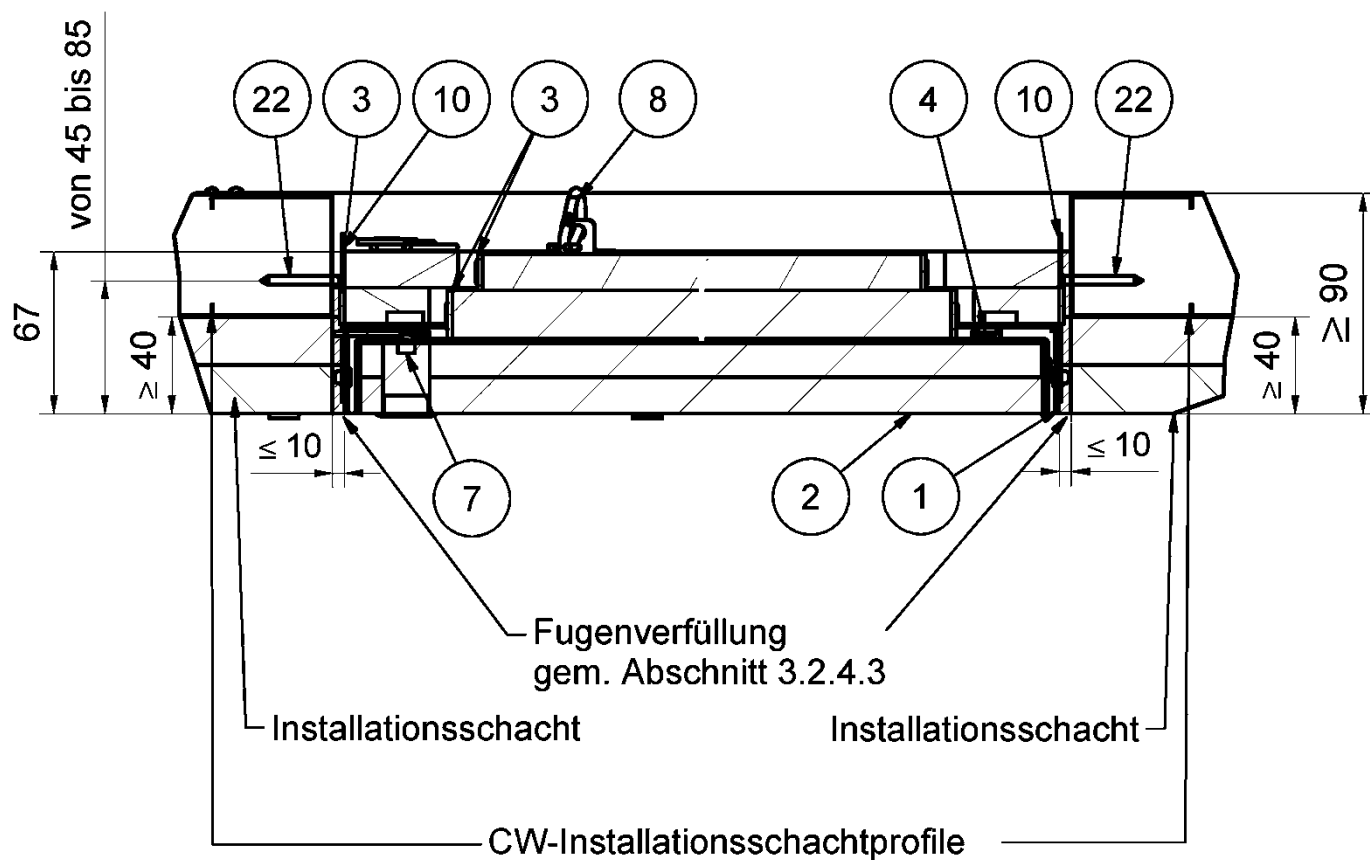 von 45 bis 85
22
3
10
3
8
4
10
22
67
≥ 40
≥ 90
≥ 40
≤ 10
≤ 10
7
2
1
Fugenverfüllung
gem. Abschnitt 3.2.4.3
Installationsschacht
Installationsschacht
CW-Installationsschachtprofile